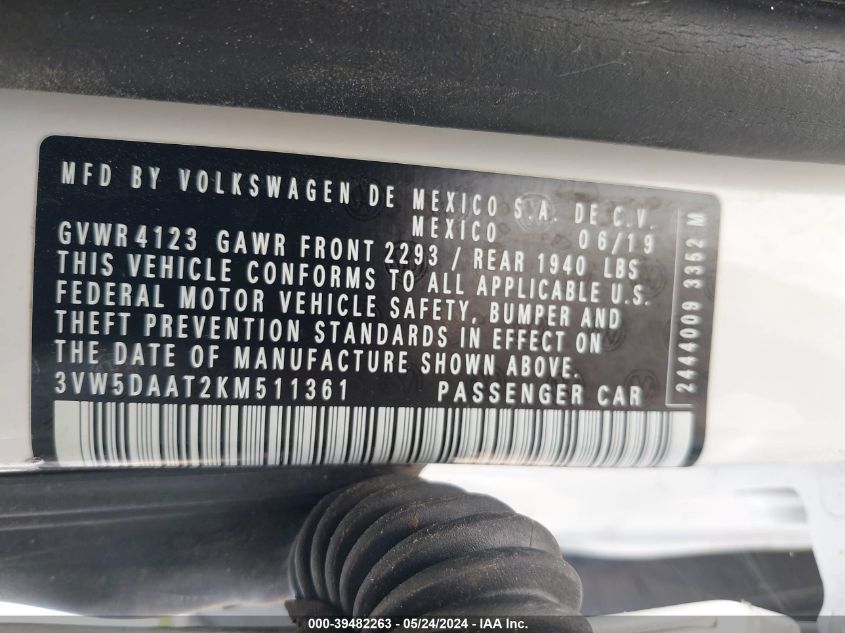 MFD BY VOLKSWAGEN DE MEXICO S.A. DE C.V.
MEXICO 06/19
GVWR 4123 GAWR FRONT 2293 / REAR 1940 LBS
THIS VEHICLE CONFORMS TO ALL APPLICABLE U.S.
FEDERAL MOTOR VEHICLE SAFETY, BUMPER AND
THEFT PREVENTION STANDARDS IN EFFECT ON
THE DATE OF MANUFACTURE SHOWN ABOVE.
3VW5DAAT2KM511361 PASSENGER CAR
2444009 3352 M
000-39482263 - 05/24/2024 - IAA Inc.